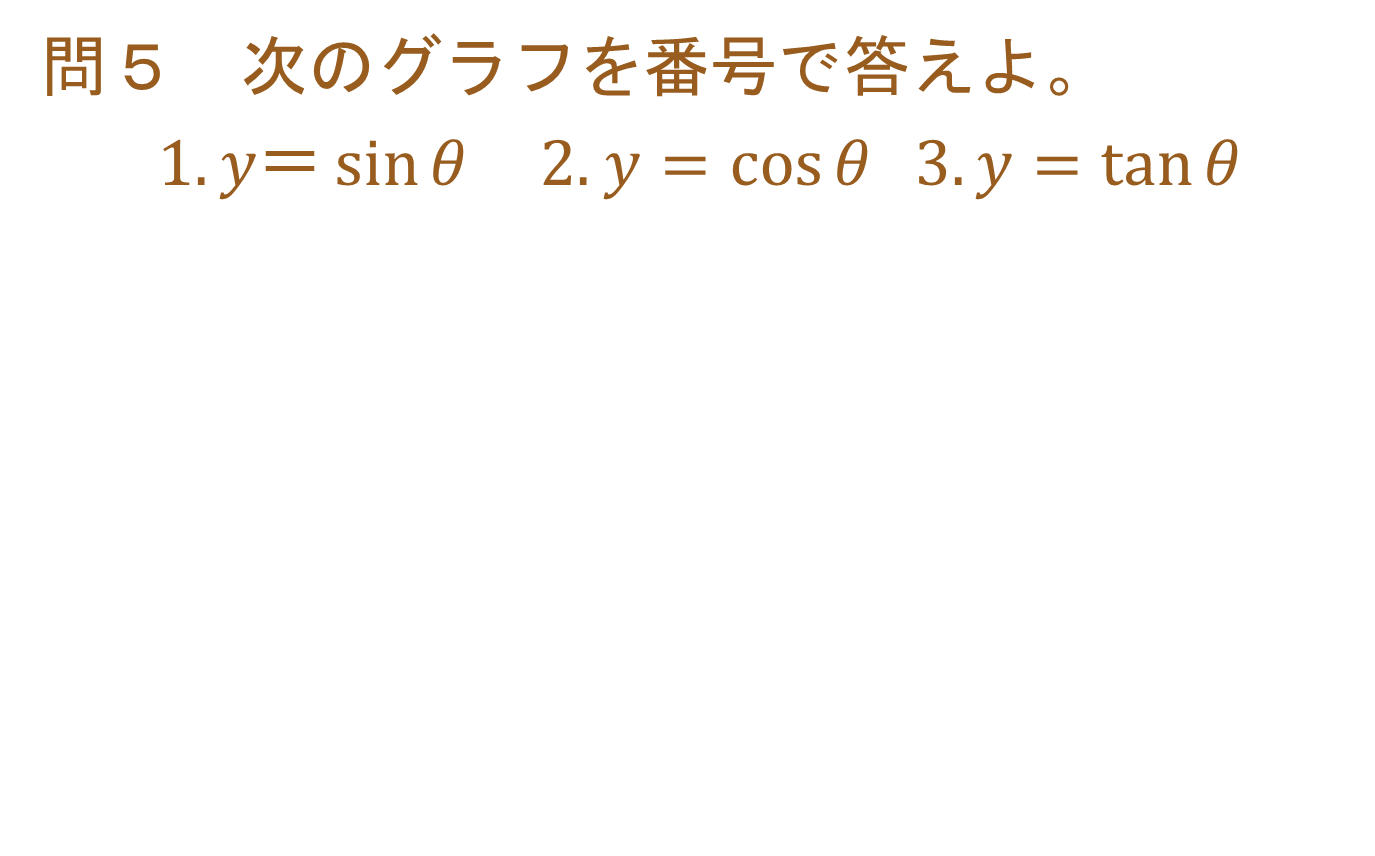 問５　次のグラフを番号で答えよ。
1. y＝ sin θ　2. y = cos θ　3. y = tan θ